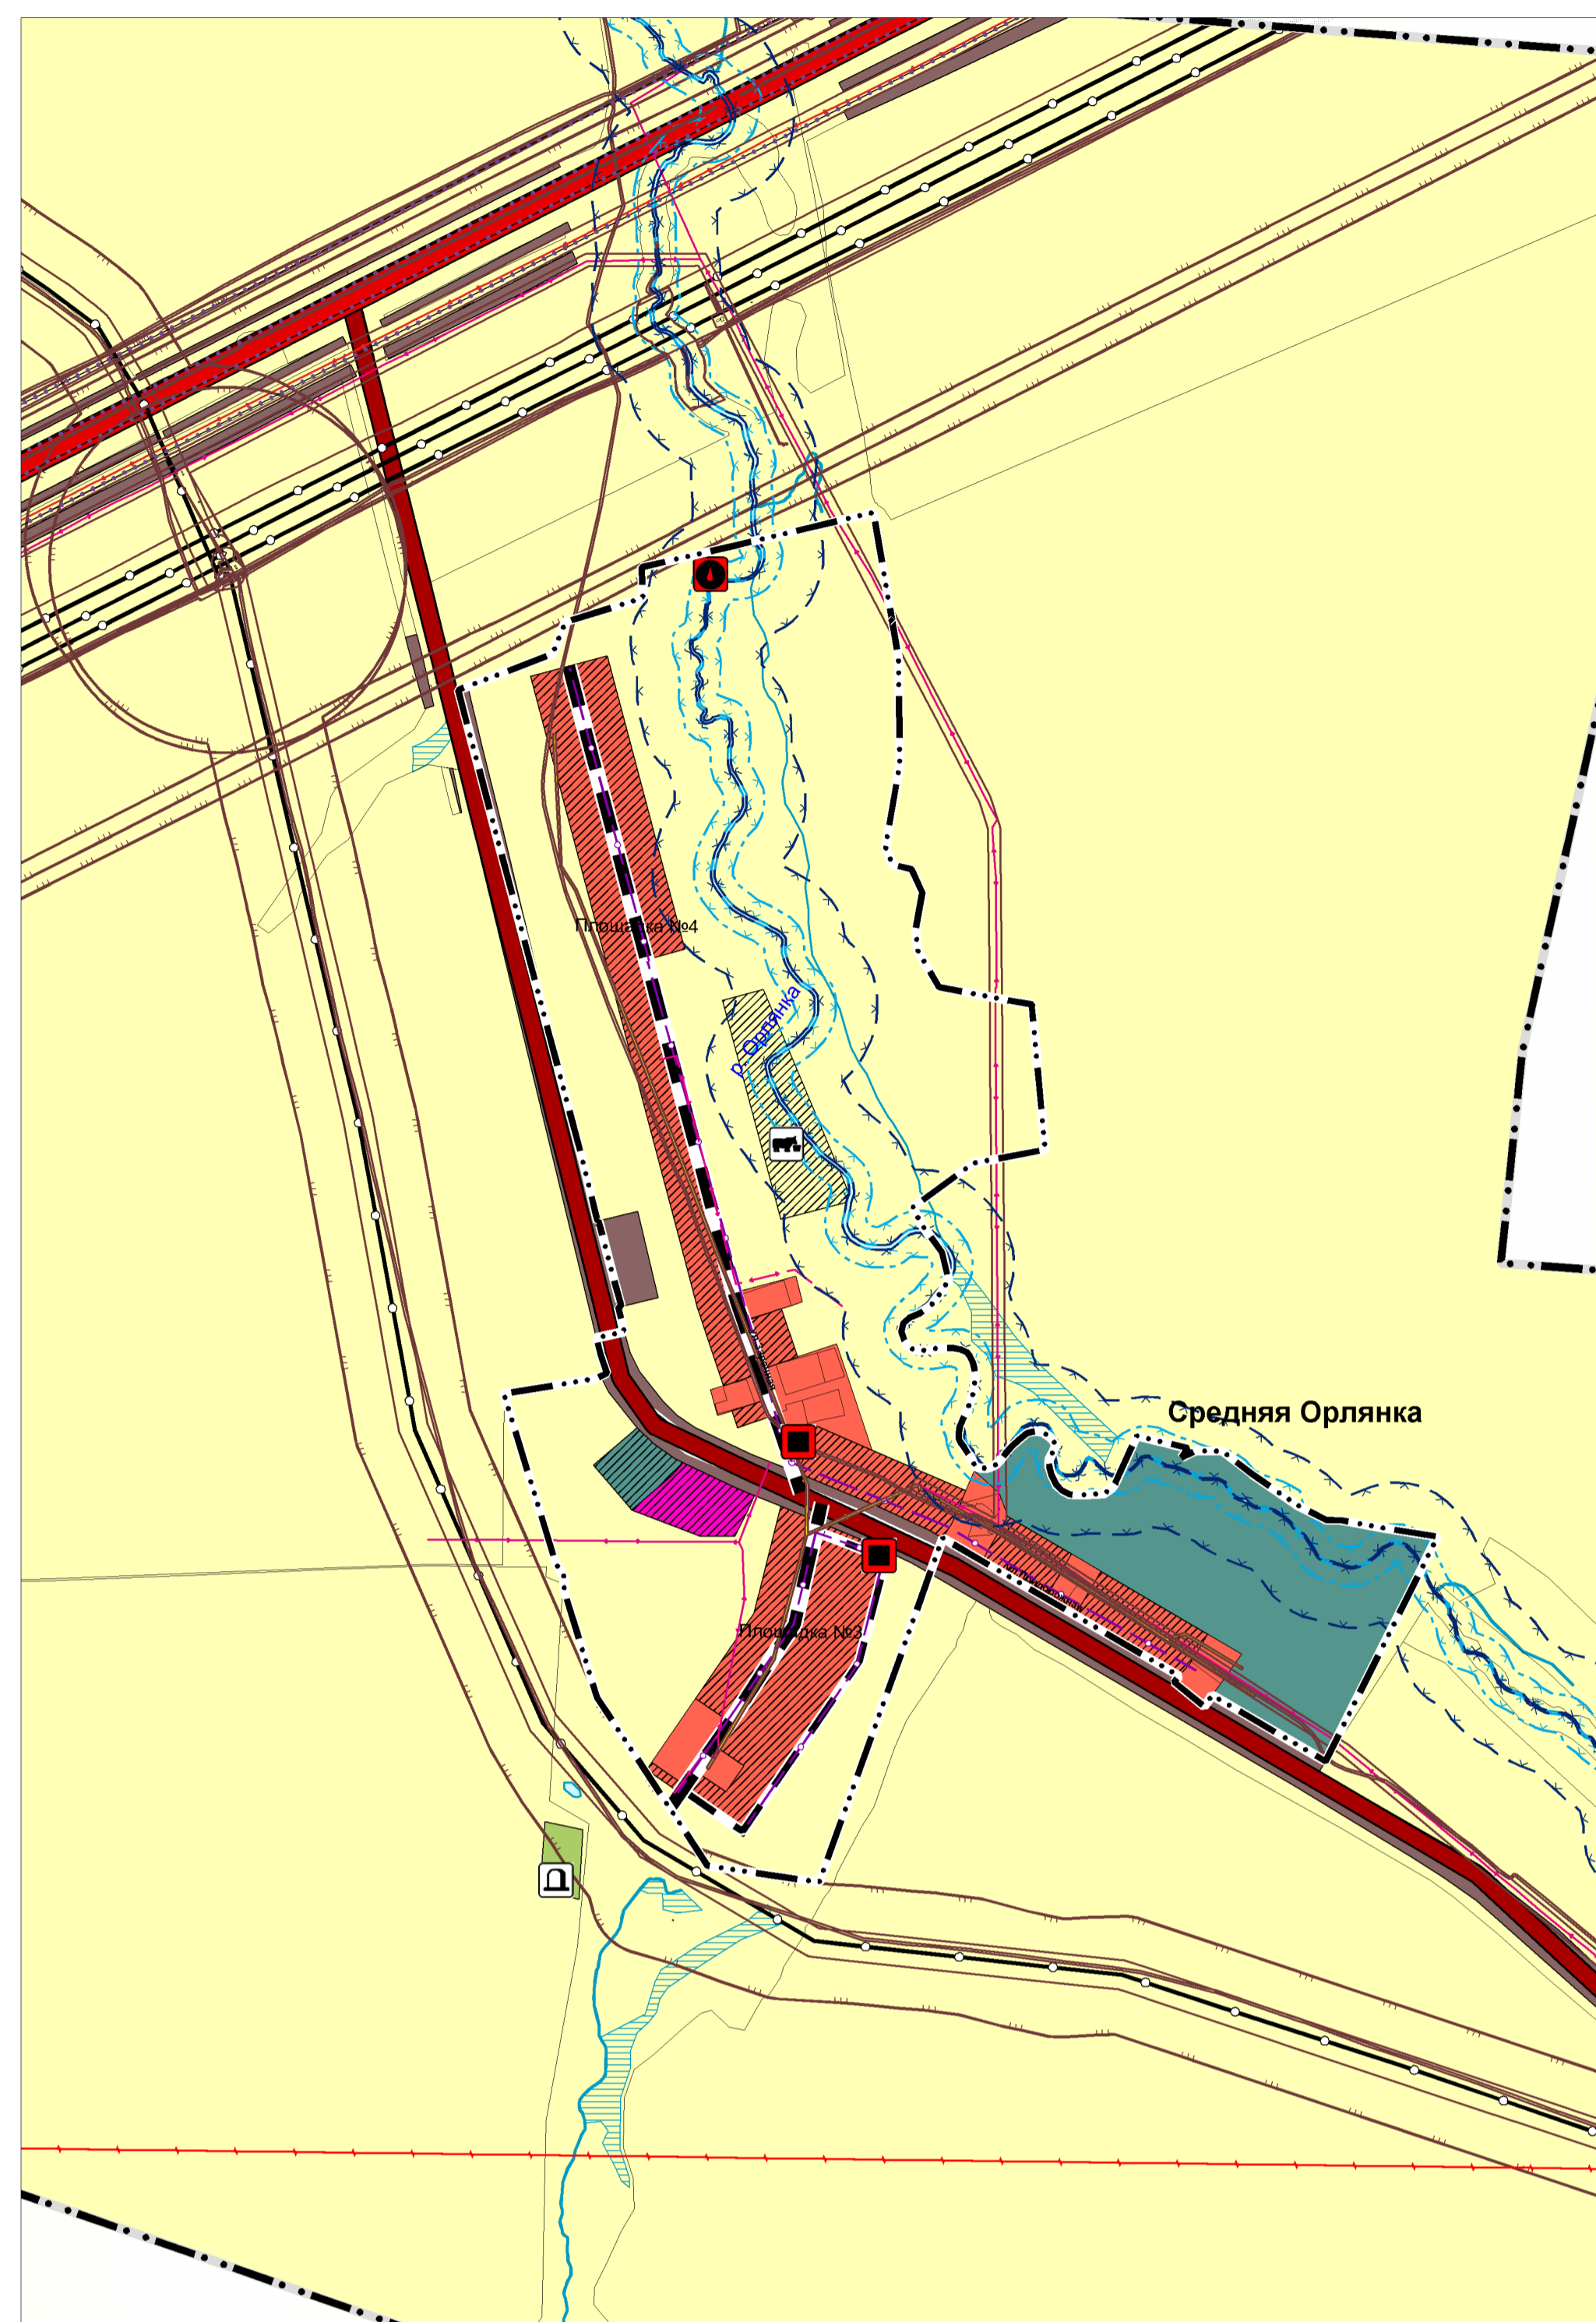 Площадка №4
р. Орлянка
Средняя Орлянка
Площадка №3